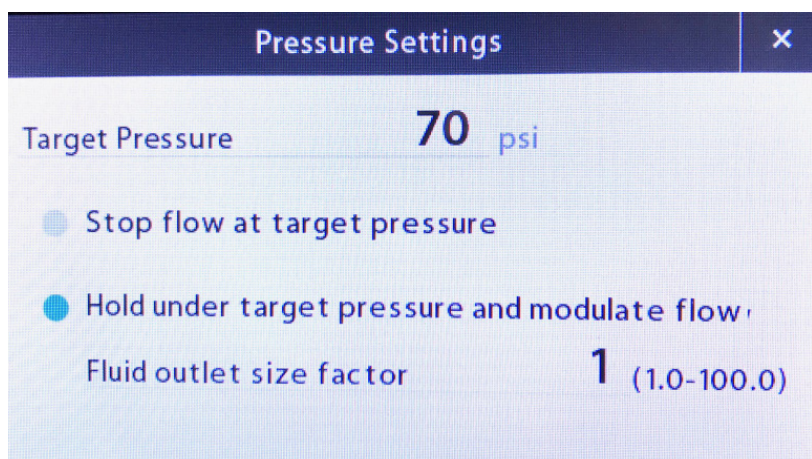 Pressure Settings ×
Target Pressure 70 psi
Stop flow at target pressure
Hold under target pressure and modulate flow
Fluid outlet size factor 1 (1.0-100.0)